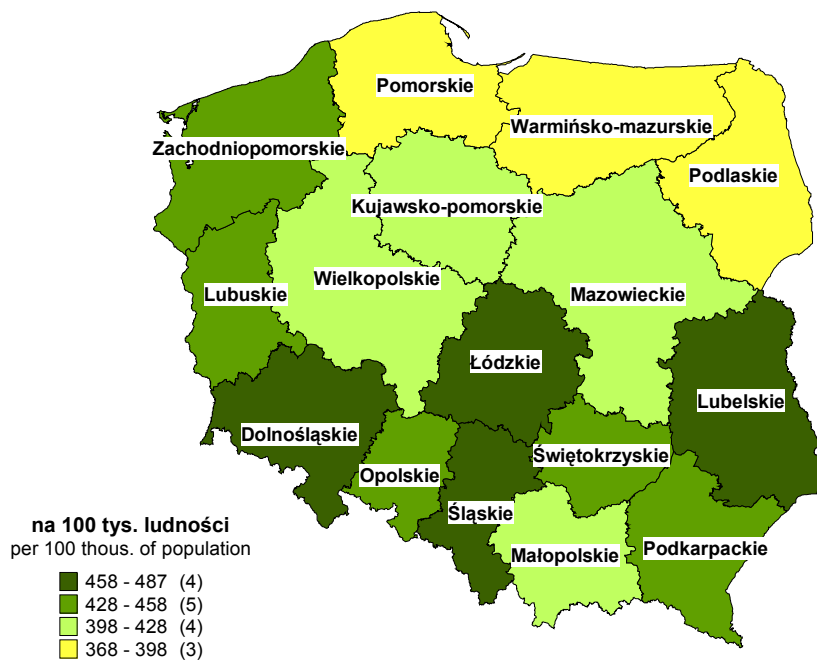 Pomorskie
Warmińsko-mazurskie
Zachodniopomorskie
Podlaskie
Kujawsko-pomorskie
Wielkopolskie
Lubuskie
Mazowieckie
Łódzkie
Lubelskie
Dolnośląskie
Świętokrzyskie
Opolskie
Śląskie
Małopolskie
Podkarpackie
na 100 tys. ludności
per 100 thous. of population
458 - 487 (4)
428 - 458 (5)
398 - 428 (4)
368 - 398 (3)